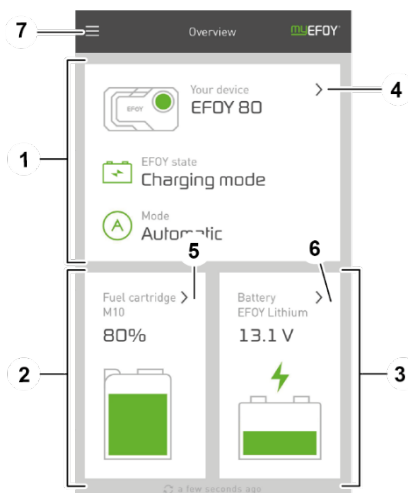 7
Overview
myEFOY
1
Your device
EFOY 80
4
EFOY
EFOY state
Charging mode
A
Mode
Automatic
5
6
2
Fuel cartridge
M10
80%
Battery
EFOY Lithium
13.1 V
3
a few seconds ago